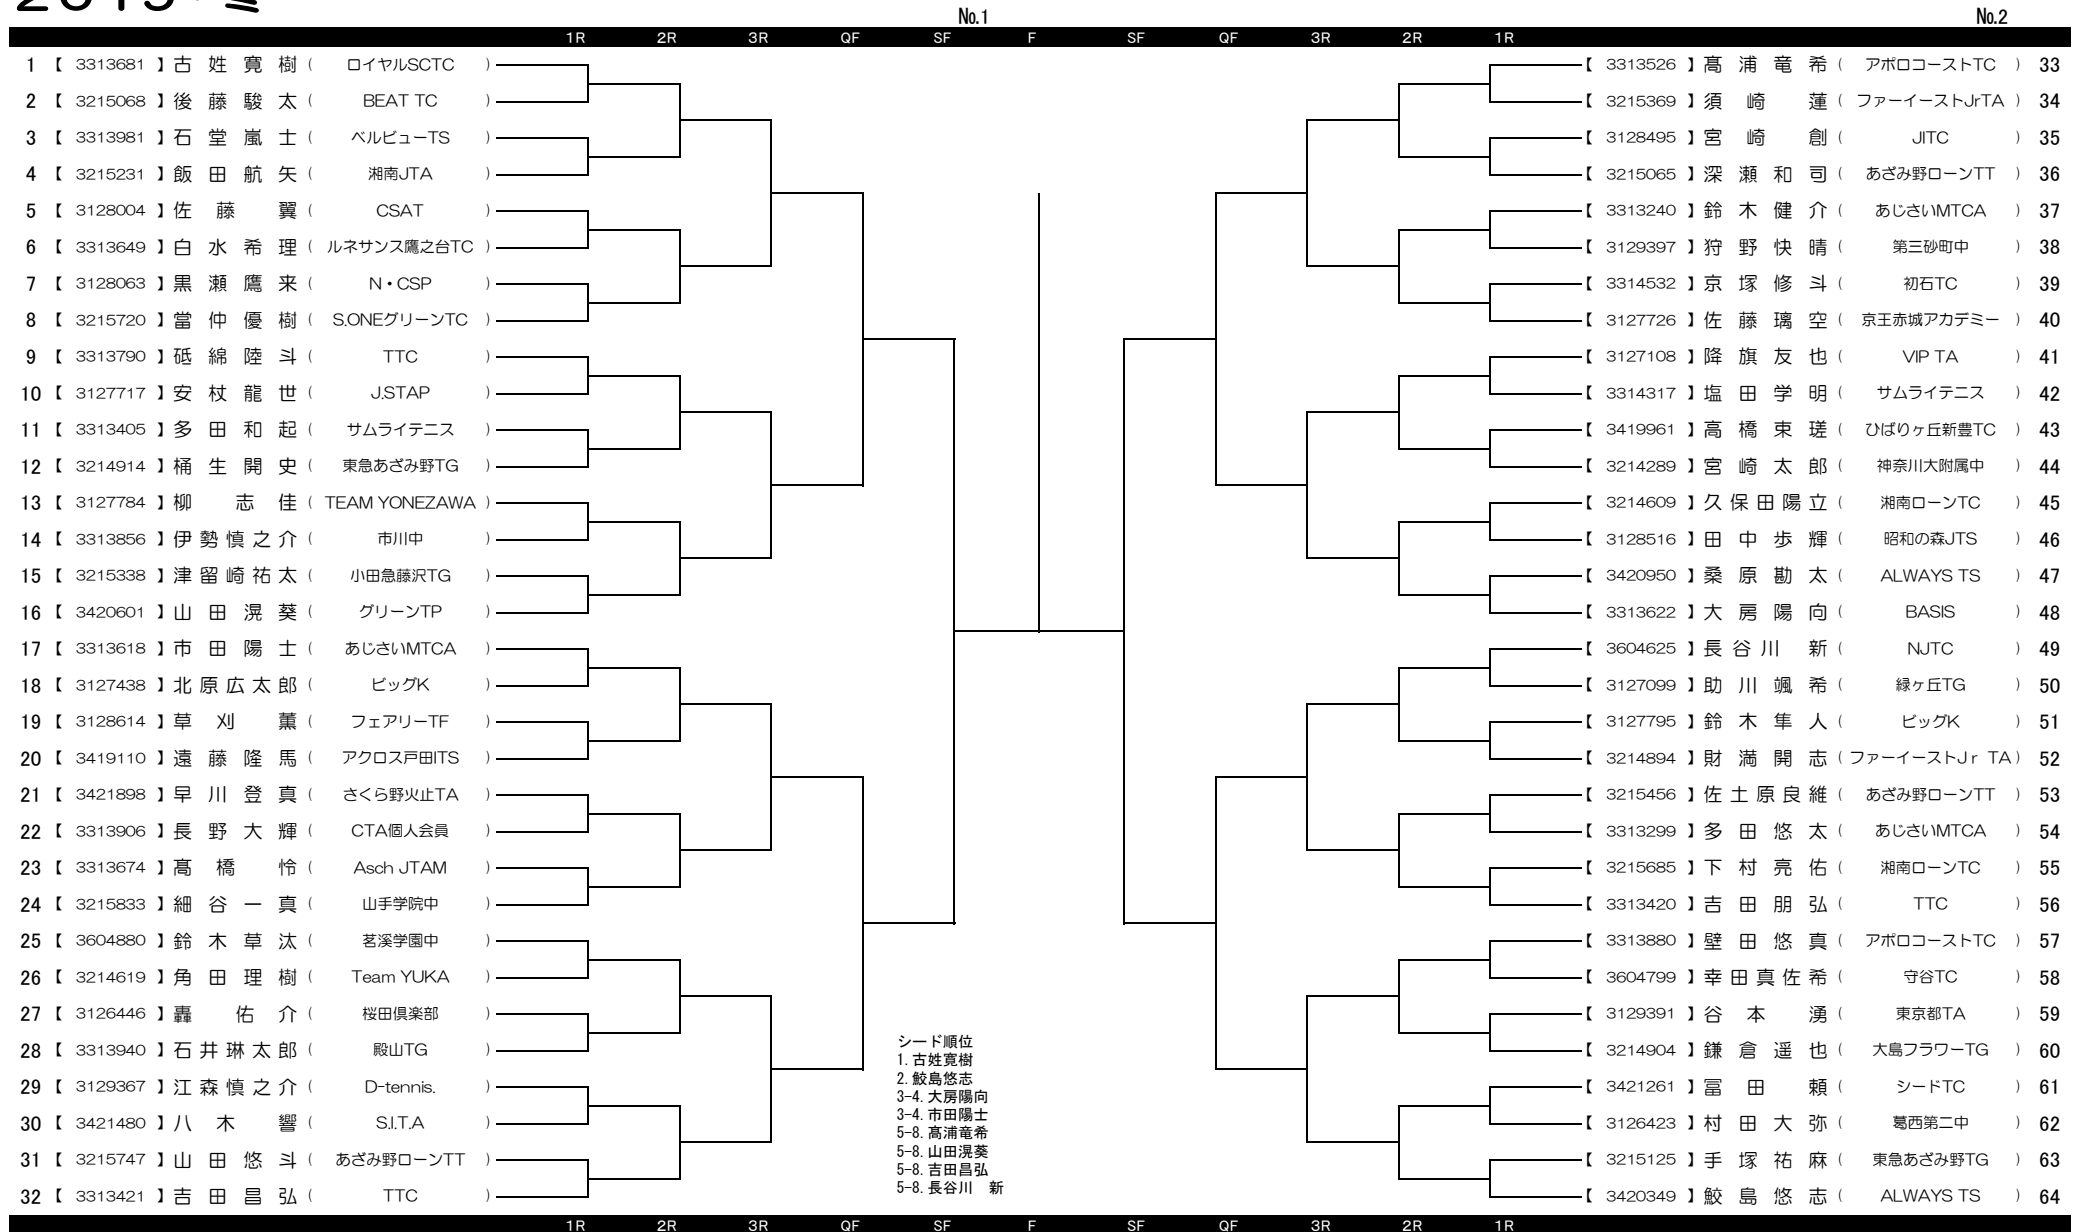 No.1 No.2
1R 2R 3R QF SF F SF QF 3R 2R 1R
1【 3313681 】古姓寛樹( ロイヤルSCTC )
2【 3215068 】後藤駿太( BEAT TC )
3【 3313981 】石堂嵐士( ベルビューTS )
4【 3215231 】飯田航矢( 湘南JTA )
5【 3128004 】佐藤 翼( CSAT )
6【 3313649 】白水希理( ルネサンス鷹之台TC )
7【 3128063 】黒瀬鷹来( N・CSP )
8【 3215720 】當仲優樹( S.ONEグリーンTC )
9【 3313790 】砥綿陸斗( TTC )
10【 3127717 】安杖龍世( J.STAP )
11【 3313405 】多田和起( サムライテニス )
12【 3214914 】桶生開史( 東急あざみ野TG )
13【 3127784 】柳 志佳( TEAM YONEZAWA )
14【 3313856 】伊勢慎之介( 市川中 )
15【 3215338 】津留崎祐太( 小田急藤沢TG )
16【 3420601 】山田滉葵( グリーンTP )
17【 3313618 】市田陽士( あじさいMTCA )
18【 3127438 】北原広太郎( ビッグK )
19【 3128614 】草刈 薫( フェアリーTF )
20【 3419110 】遠藤隆馬( アクロス戸田ITS )
21【 3421898 】早川登真( さくら野火止TA )
22【 3313906 】長野大輝( CTA個人会員 )
23【 3313674 】髙橋 怜( Asch JTAM )
24【 3215833 】細谷一真( 山手学院中 )
25【 3604880 】鈴木草汰( 茗溪学園中 )
26【 3214619 】角田理樹( Team YUKA )
27【 3126446 】轟 佑介( 桜田倶楽部 )
28【 3313940 】石井琳太郎( 殿山TG )
29【 3129367 】江森慎之介( D-tennis. )
30【 3421480 】八木 響( S.I.T.A )
31【 3215747 】山田悠斗( あざみ野ローンTT )
32【 3313421 】吉田昌弘( TTC )
シード順位
1. 古姓寛樹
2. 鮫島悠志
3-4. 大房陽向
3-4. 市田陽士
5-8. 髙浦竜希
5-8. 山田滉葵
5-8. 吉田昌弘
5-8. 長谷川 新
【 3313526 】髙浦竜希( アポロコーストTC )33
【 3215369 】須崎 蓮( ファーイーストJrTA )34
【 3128495 】宮崎 創( JITC )35
【 3215065 】深瀬和司( あざみ野ローンTT )36
【 3313240 】鈴木健介( あじさいMTCA )37
【 3129397 】狩野快晴( 第三砂町中 )38
【 3314532 】京塚修斗( 初石TC )39
【 3127726 】佐藤璃空( 京王赤城アカデミー )40
【 3127108 】降旗友也( VIP TA )41
【 3314317 】塩田学明( サムライテニス )42
【 3419961 】高橋束瑳( ひばりヶ丘新豊TC )43
【 3214289 】宮崎太郎( 神奈川大附属中 )44
【 3214609 】久保田陽立( 湘南ローンTC )45
【 3128516 】田中歩輝( 昭和の森JTS )46
【 3420950 】桑原勘太( ALWAYS TS )47
【 3313622 】大房陽向( BASIS )48
【 3604625 】長谷川 新( NJTC )49
【 3127099 】助川颯希( 緑ヶ丘TG )50
【 3127795 】鈴木隼人( ビッグK )51
【 3214894 】財満開志( ファーイーストJr TA )52
【 3215456 】佐土原良維( あざみ野ローンTT )53
【 3313299 】多田悠太( あじさいMTCA )54
【 3215685 】下村亮佑( 湘南ローンTC )55
【 3313420 】吉田朋弘( TTC )56
【 3313880 】壁田悠真( アポロコーストTC )57
【 3604799 】幸田真佐希( 守谷TC )58
【 3129391 】谷本 湧( 東京都TA )59
【 3214904 】鎌倉遥也( 大島フラワーTG )60
【 3421261 】冨田 頼( シードTC )61
【 3126423 】村田大弥( 葛西第二中 )62
【 3215125 】手塚祐麻( 東急あざみ野TG )63
【 3420349 】鮫島悠志( ALWAYS TS )64
1R 2R 3R QF SF F SF QF 3R 2R 1R